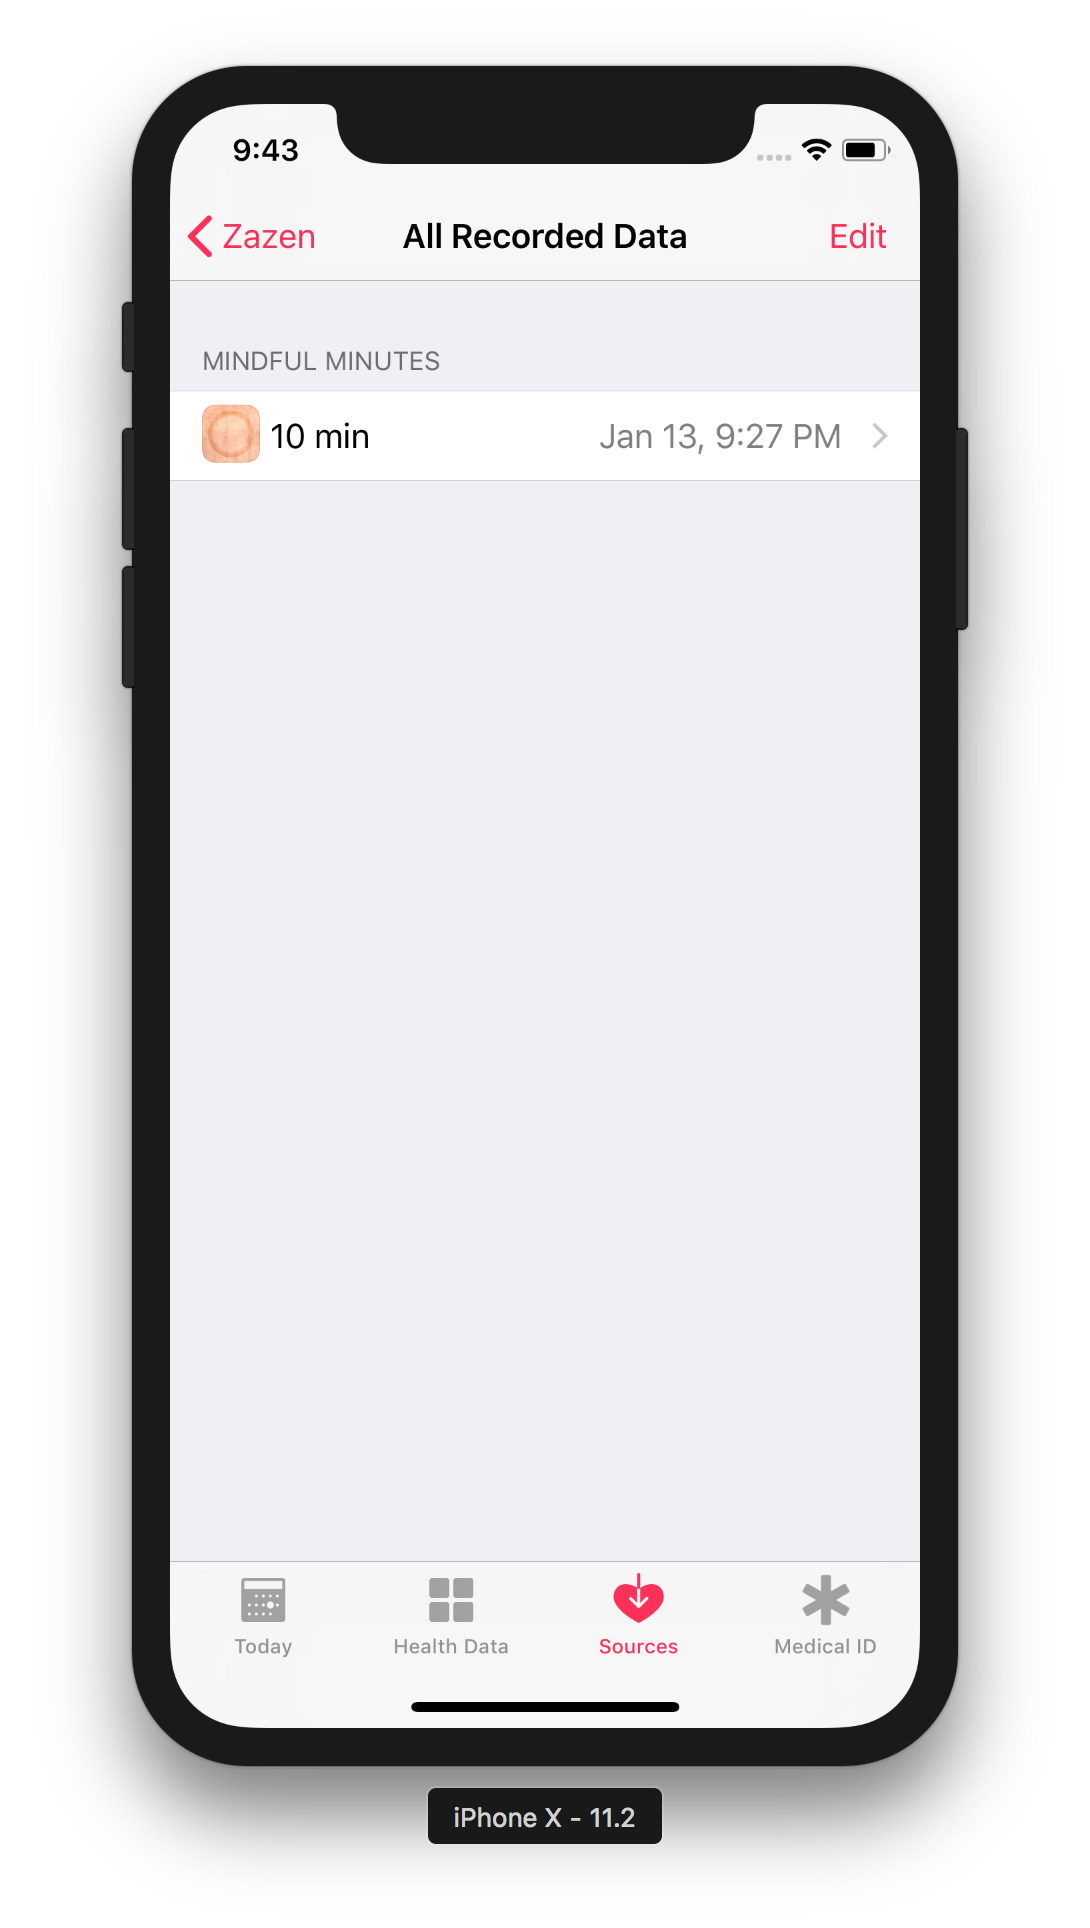 9:43
Zazen
All Recorded Data
Edit
MINDFUL MINUTES
10 min
Jan 13, 9:27 PM
Today
Health Data
Sources
Medical ID
iPhone X - 11.2